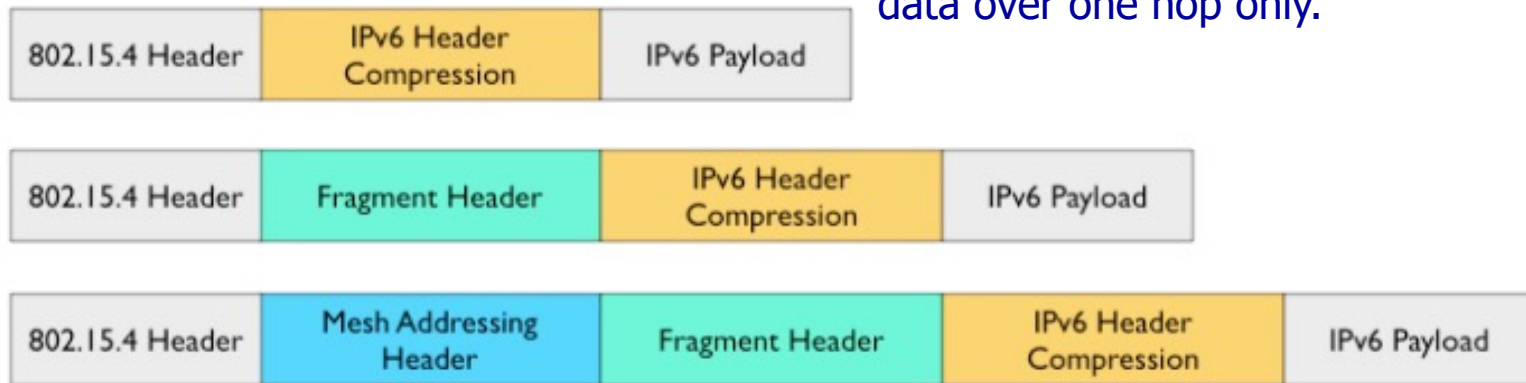 data over one hop only.
802.15.4 Header
IPv6 Header
Compression
IPv6 Payload
802.15.4 Header
Fragment Header
IPv6 Header
Compression
IPv6 Payload
802.15.4 Header
Mesh Addressing
Header
Fragment Header
IPv6 Header
Compression
IPv6 Payload